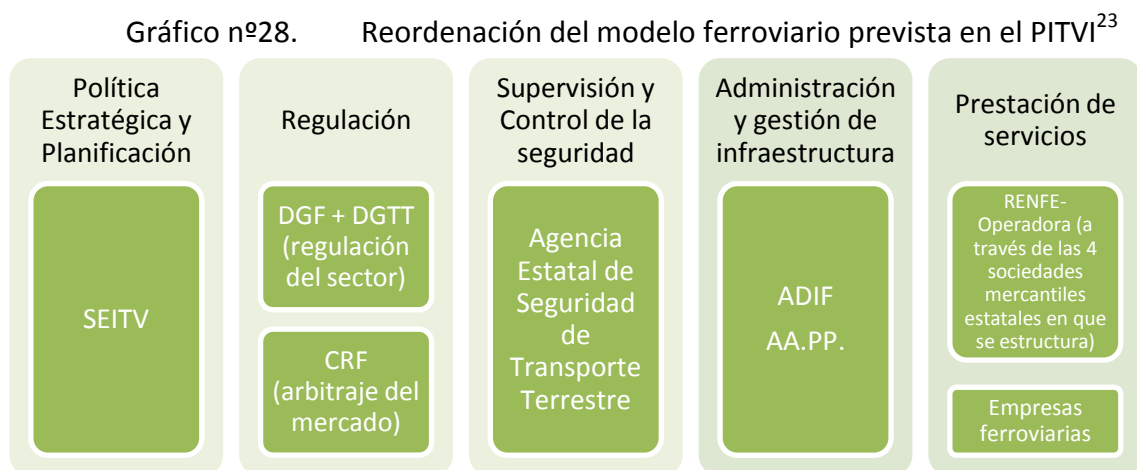 Gráfico nº28. Reordenación del modelo ferroviario prevista en el PITVI23
Política
Estratégica y
Planificación
SEITV
Regulación
DGF + DGTT
(regulación
del sector)
CRF
(arbitraje del
mercado)
Supervisión y
Control de la
seguridad
Agencia
Estatal de
Seguridad
de
Transporte
Terrestre
Administración
y gestión de
infraestructura
ADIF
AA.PP.
Prestación de
servicios
RENFE-
Operadora (a
través de las 4
sociedades
mercantiles
estatales en que
se estructura)
Empresas
ferroviarias